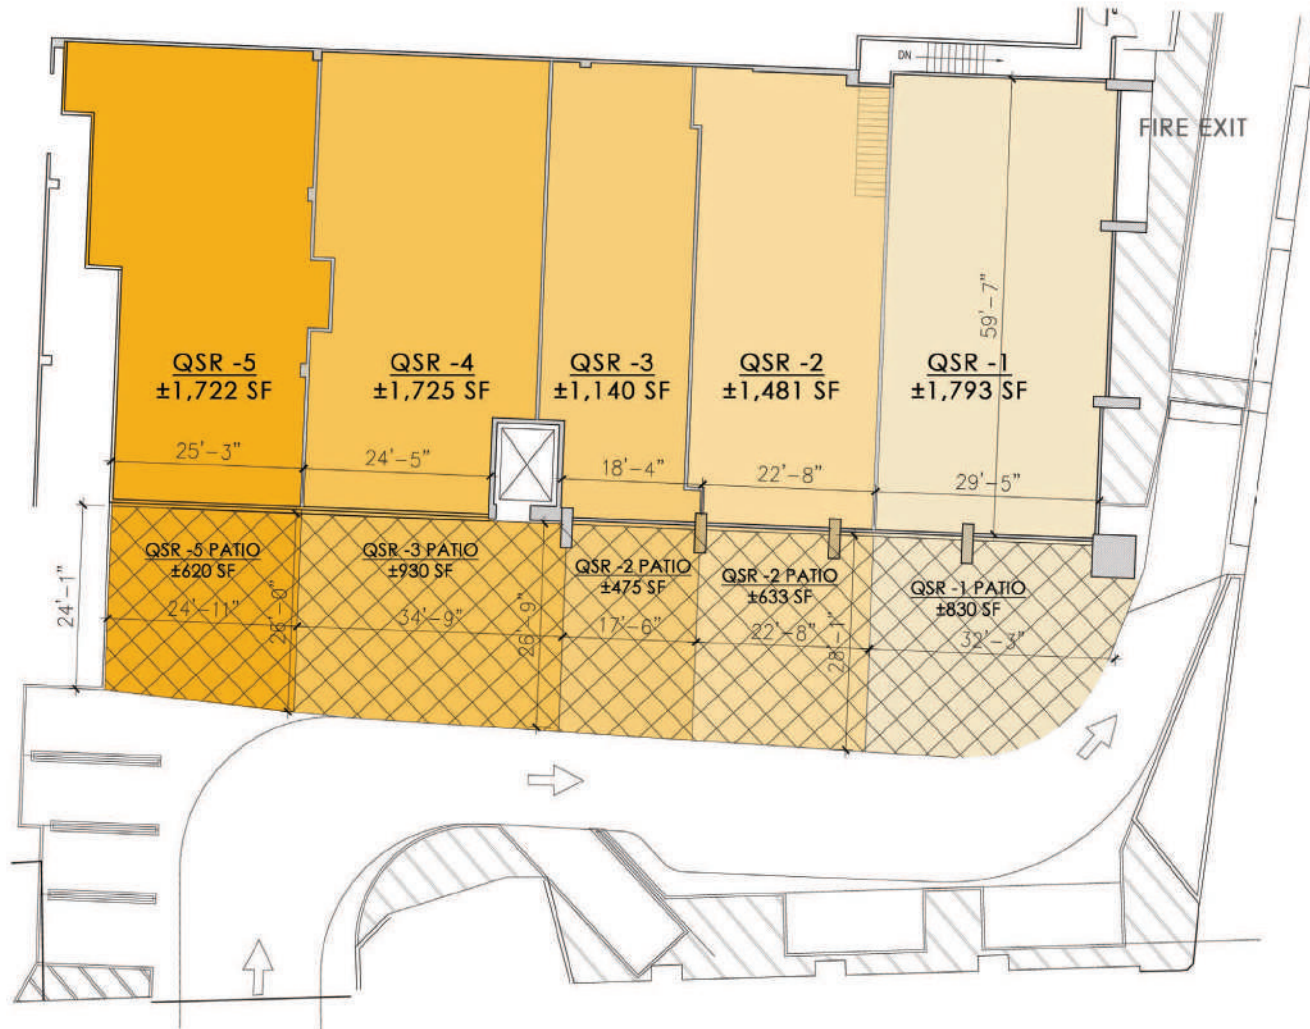 DN
FIRE EXIT
59'-7"
QSR -5
±1,722 SF
QSR -4
±1,725 SF
QSR -3
±1,140 SF
QSR -2
±1,481 SF
QSR -1
±1,793 SF
25'-3"
24'-5"
18'-4"
22'-8"
29'-5"
QSR -5 PATIO
±620 SF
QSR -3 PATIO
±930 SF
QSR -2 PATIO
±475 SF
QSR -2 PATIO
±633 SF
QSR -1 PATIO
±830 SF
24'-1"
24'-11"
26'-0"
34'-9"
26'-9"
17'-6"
22'-8"
28'-1"
32'-3"